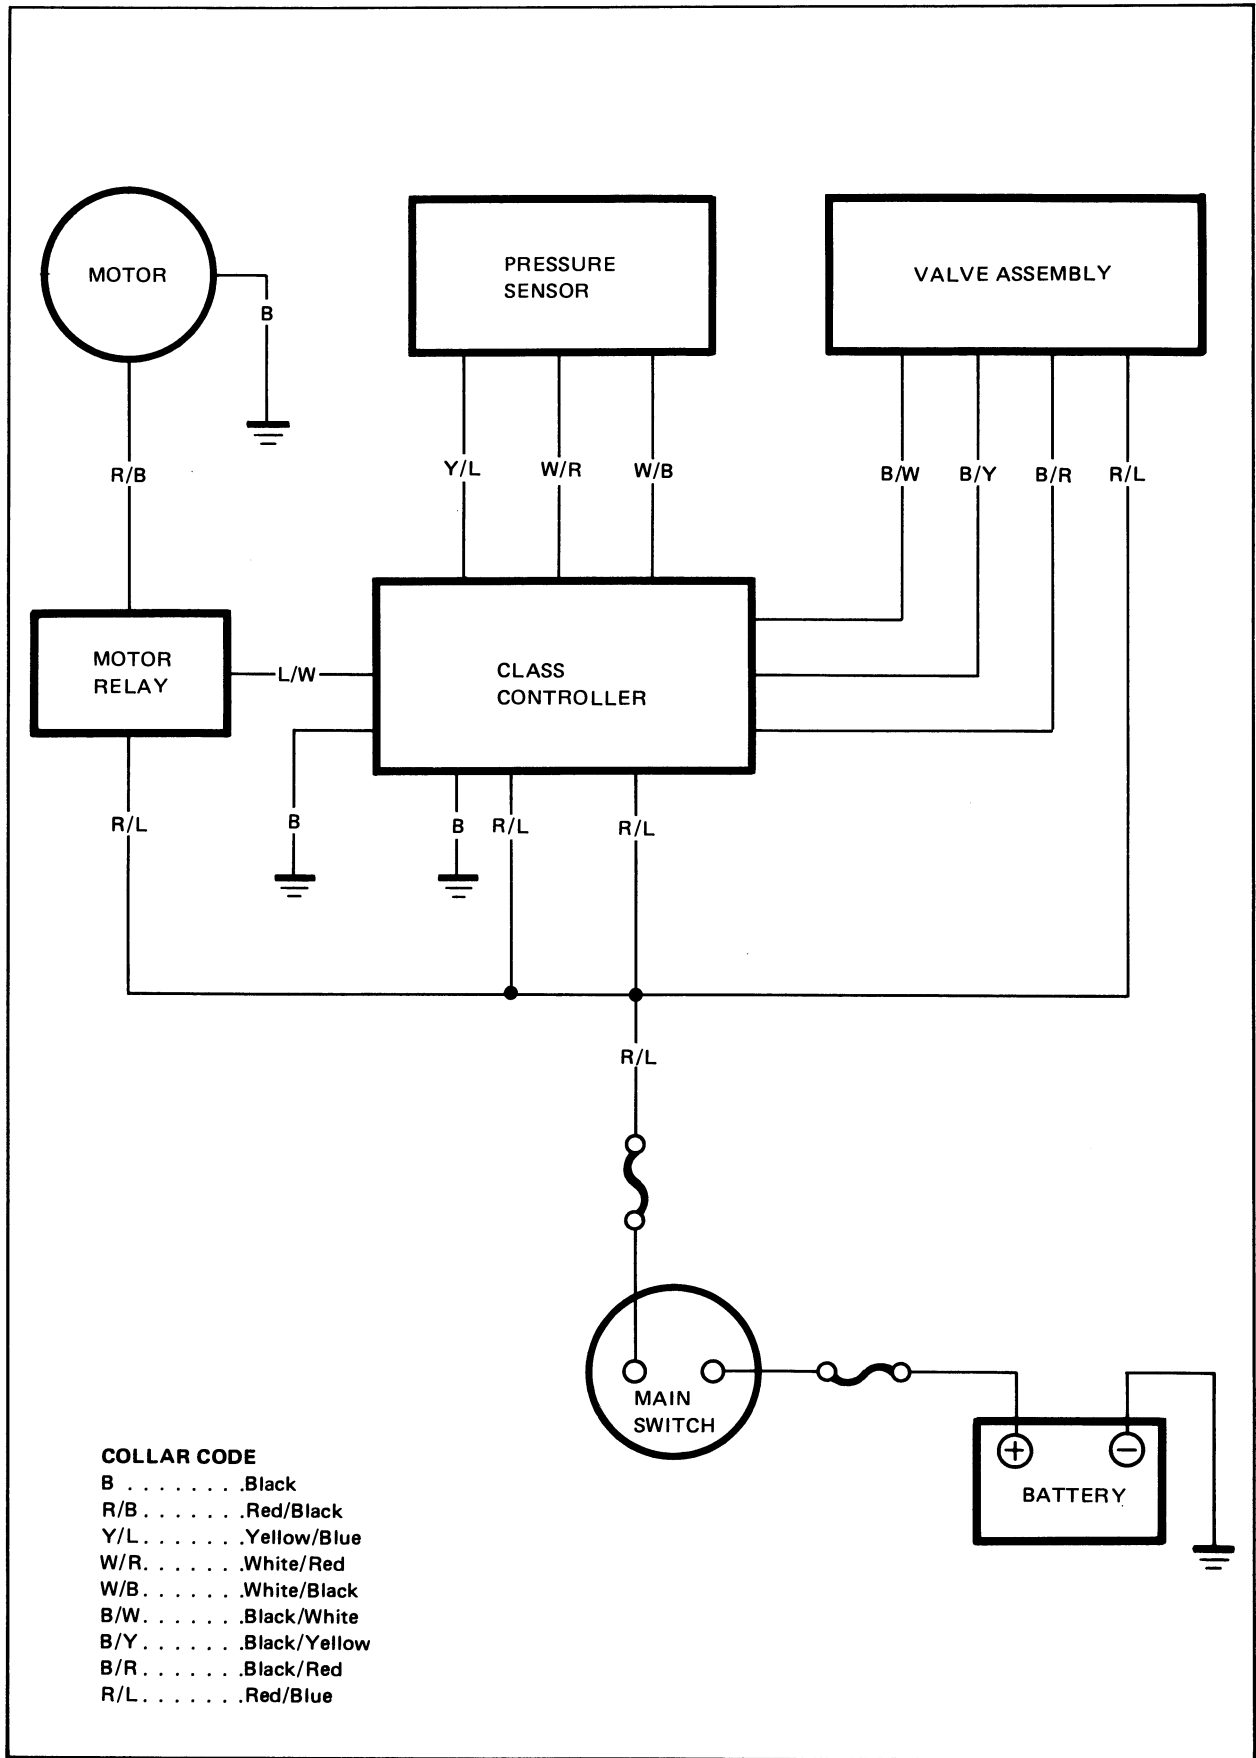 MOTOR
B
R/B
PRESSURE
SENSOR
VALVE ASSEMBLY
Y/L
W/R
W/B
B/W
B/Y
B/R
R/L
MOTOR
RELAY
L/W
CLASS
CONTROLLER
R/L
B
B
R/L
R/L
R/L
MAIN
SWITCH
+
−
BATTERY
COLLAR CODE
B . . . . . . . .Black
R/B . . . . . . .Red/Black
Y/L . . . . . . .Yellow/Blue
W/R . . . . . . .White/Red
W/B . . . . . . .White/Black
B/W . . . . . . .Black/White
B/Y . . . . . . .Black/Yellow
B/R . . . . . . .Black/Red
R/L . . . . . . .Red/Blue